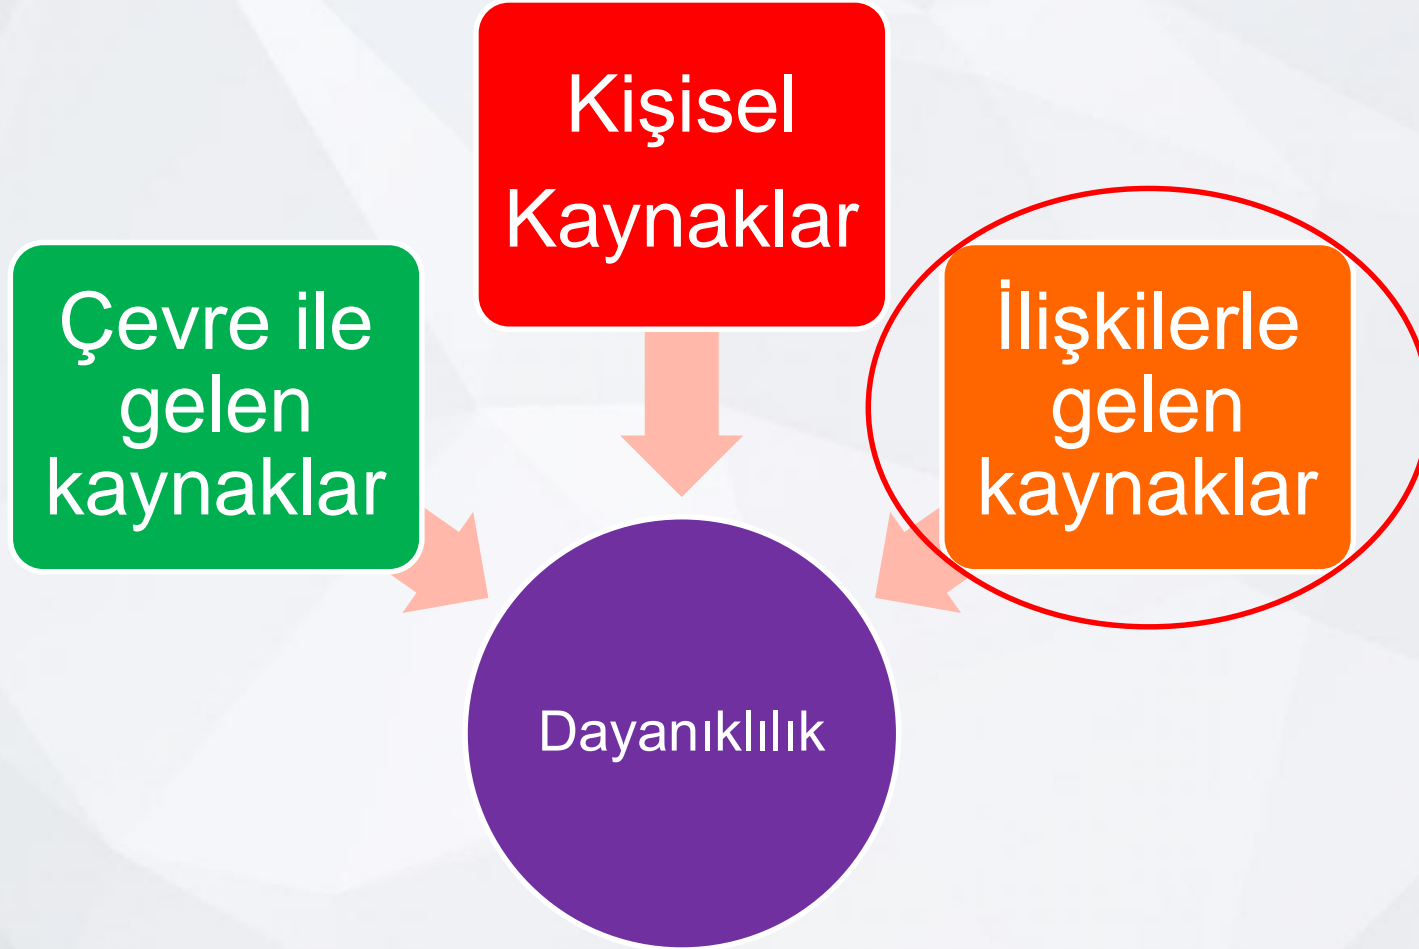 Kişisel
Kaynaklar
Çevre ile
gelen
kaynaklar
İlişkilerle
gelen
kaynaklar
Dayanıklılık